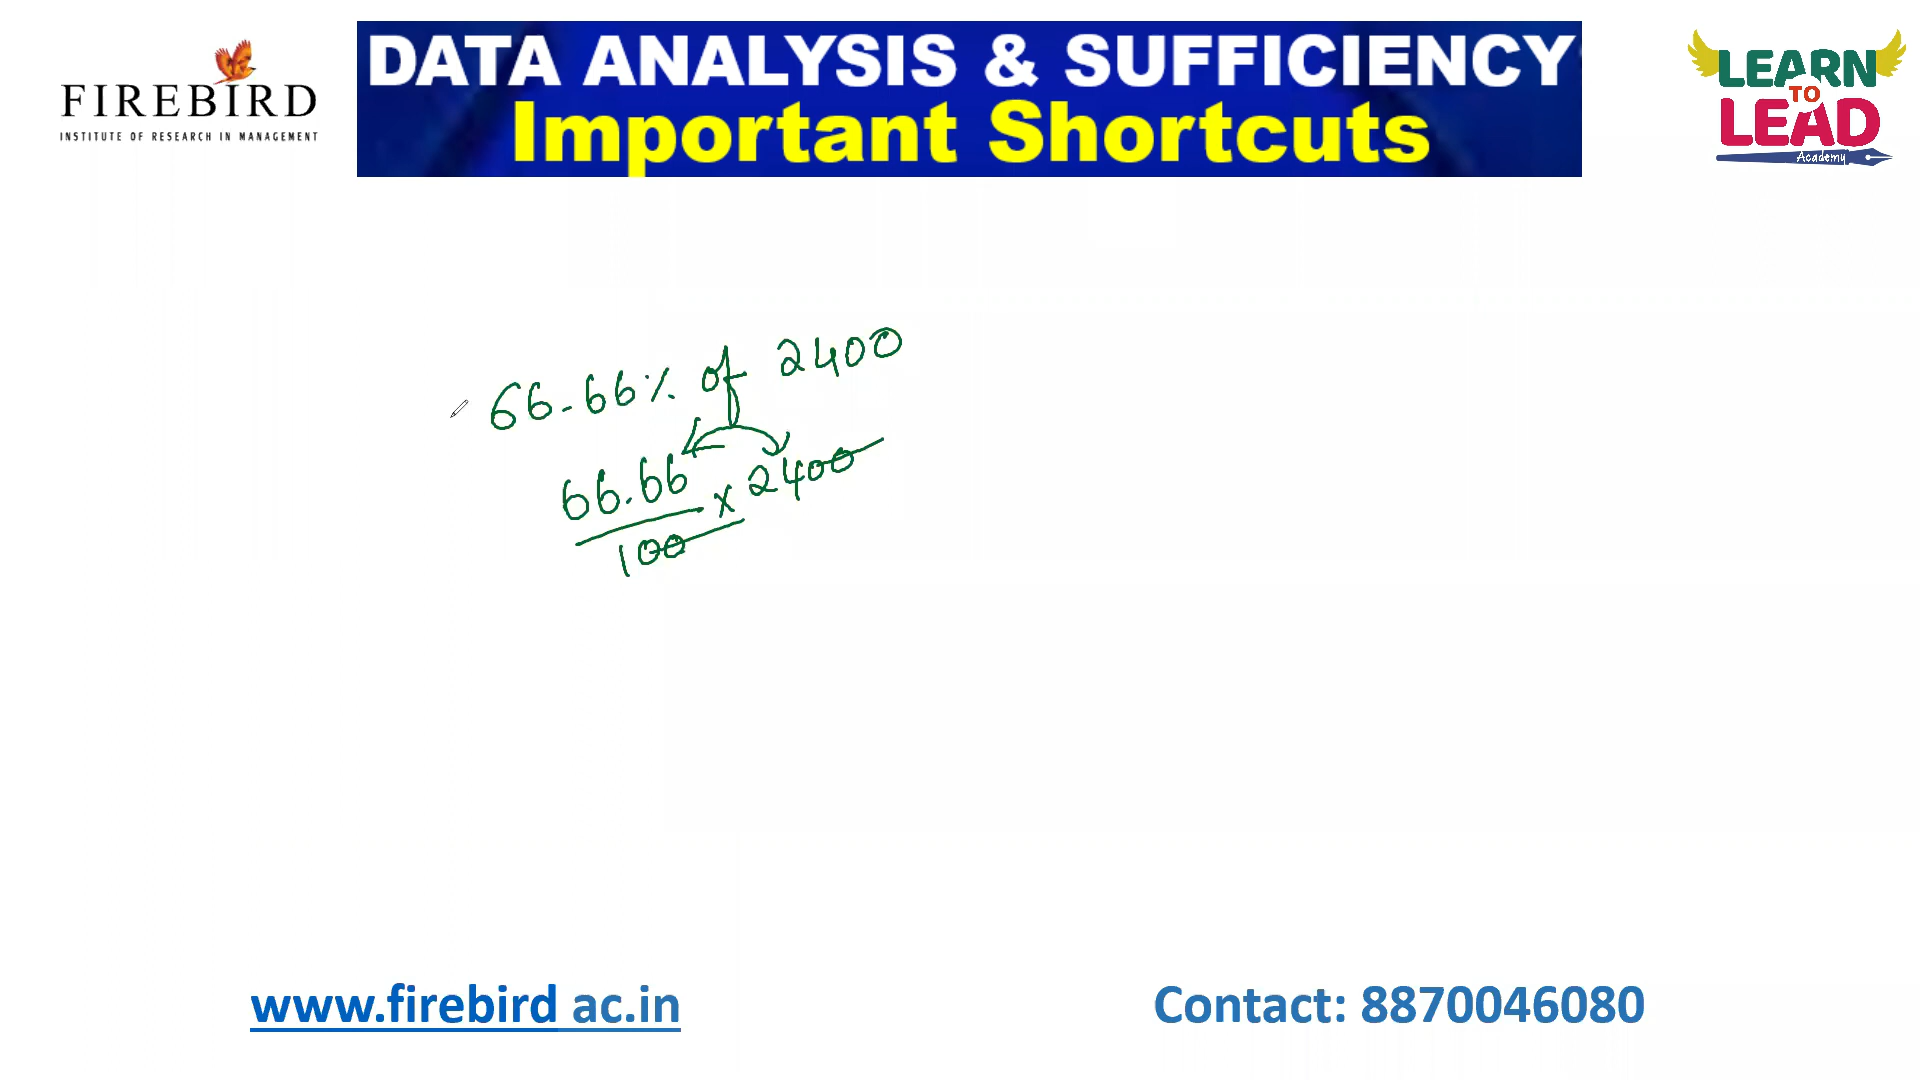 FIREBIRD
INSTITUTE OF RESEARCH IN MANAGEMENT
DATA ANALYSIS & SUFFICIENCY
Important Shortcuts
LEARN
TO
LEAD
Academy
66.66% of 2400
66.66 x 2400
100
www.firebird ac.in
Contact: 8870046080